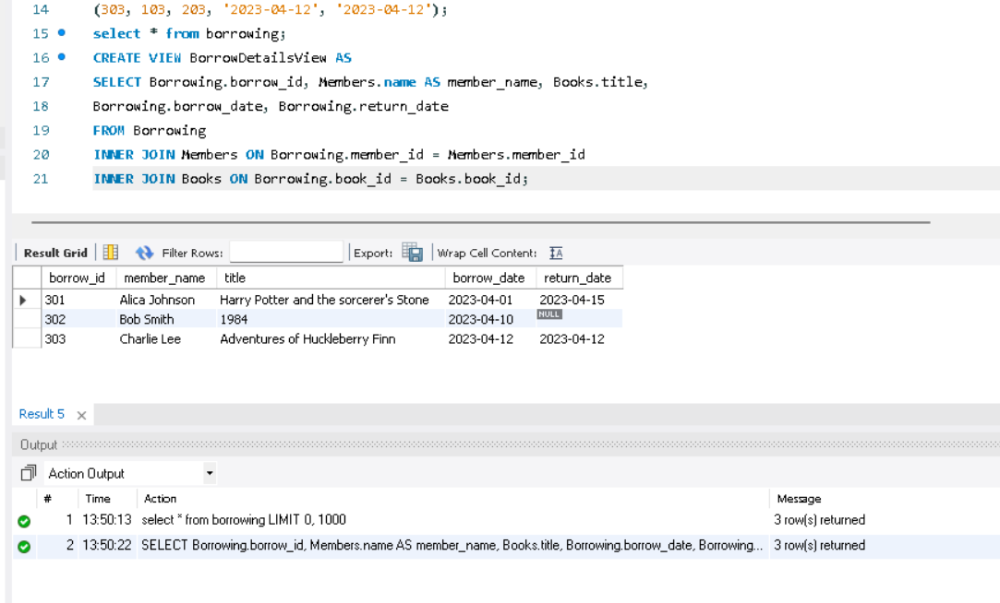 14 (303, 103, 203, '2023-04-12', '2023-04-12');
15 select * from borrowing;
16 CREATE VIEW BorrowDetailsView AS
17 SELECT Borrowing.borrow_id, Members.name AS member_name, Books.title,
18 Borrowing.borrow_date, Borrowing.return_date
19 FROM Borrowing
20 INNER JOIN Members ON Borrowing.member_id = Members.member_id
21 INNER JOIN Books ON Borrowing.book_id = Books.book_id;
Result Grid Filter Rows: Export: Wrap Cell Content: IA
borrow_id member_name title borrow_date return_date
301 Alica Johnson Harry Potter and the sorcerer's Stone 2023-04-01 2023-04-15
302 Bob Smith 1984 2023-04-10 NULL
303 Charlie Lee Adventures of Huckleberry Finn 2023-04-12 2023-04-12
Result 5 ×
Output
Action Output
# Time Action Message
1 13:50:13 select * from borrowing LIMIT 0, 1000 3 row(s) returned
2 13:50:22 SELECT Borrowing.borrow_id, Members.name AS member_name, Books.title, Borrowing.borrow_date, Borrowing... 3 row(s) returned